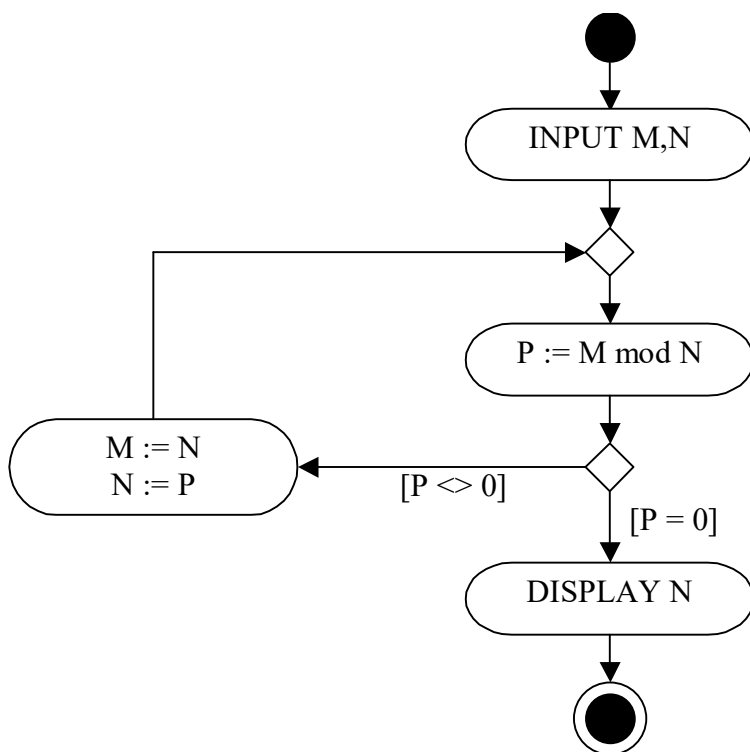 INPUT M,N
P := M mod N
M := N
N := P
[P <> 0]
[P = 0]
DISPLAY N